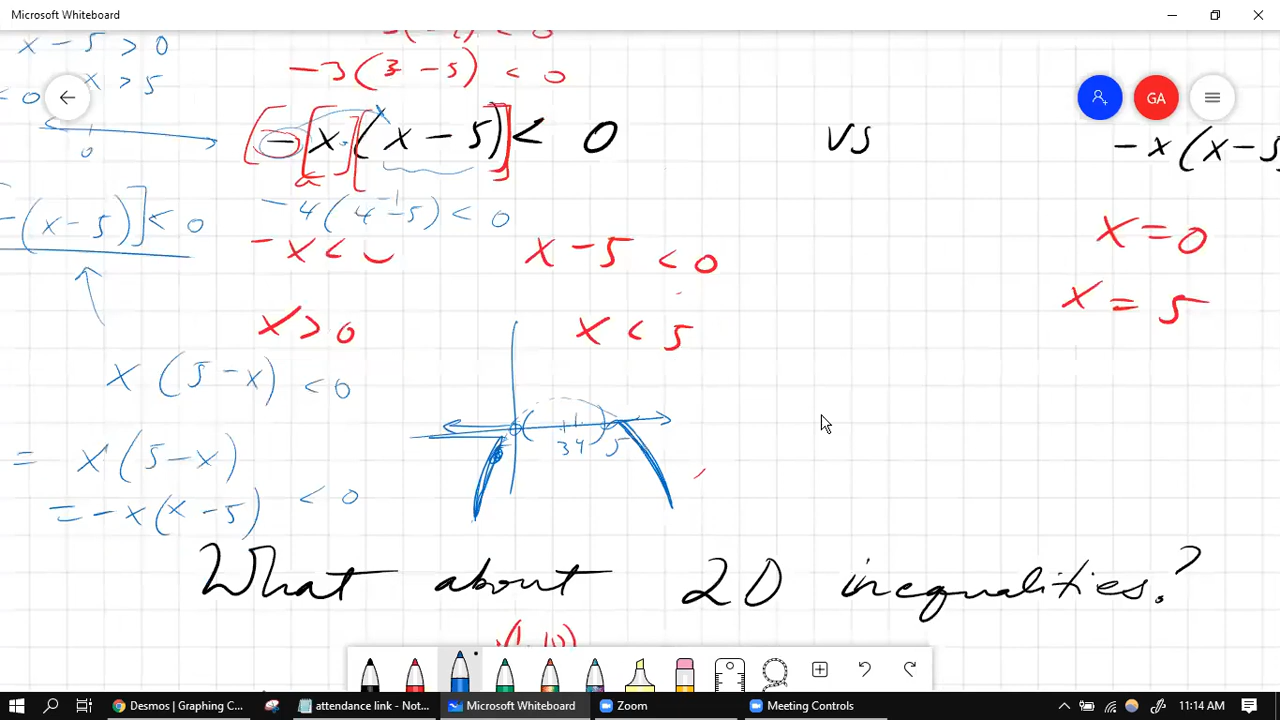 Microsoft Whiteboard
x - 5 > 0
-3(3 - 5) < 0
x > 5
< 0
GA
- x (x - 5) < 0
vs
- x (x - 5
0
- (x - 5)] < 0
-4(4 - 5) < 0
x = 0
- x <
x - 5 < 0
x = 5
x > 0
x < 5
x (5 - x) < 0
3 4 5
= x (5 - x)
= - x (x - 5) < 0
What about 2D inequalities?
Desmos | Graphing C...
attendance link - Not...
Microsoft Whiteboard
Zoom
Meeting Controls
11:14 AM